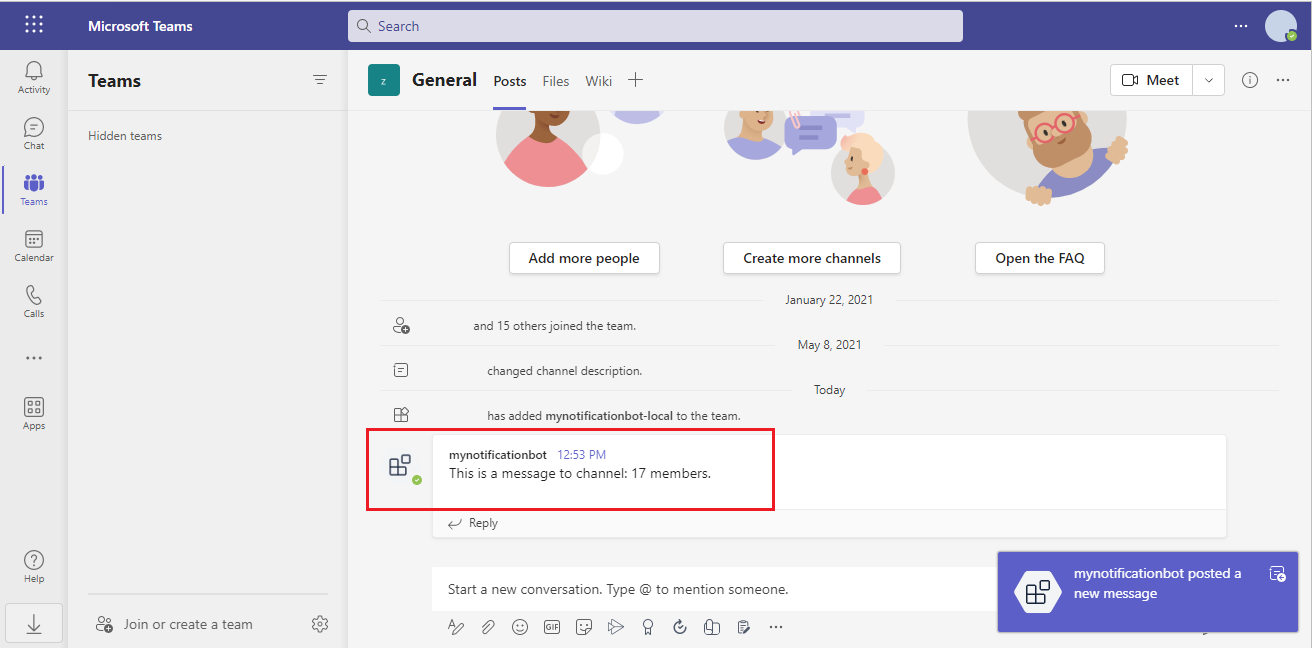 Microsoft Teams
Search
Activity
Chat
Teams
Calendar
Calls
Apps
Help
Teams
Hidden teams
Join or create a team
z
General
Posts
Files
Wiki
Meet
Add more people
Create more channels
Open the FAQ
January 22, 2021
and 15 others joined the team.
May 8, 2021
changed channel description.
Today
has added mynotificationbot-local to the team.
mynotificationbot 12:53 PM
This is a message to channel: 17 members.
Reply
Start a new conversation. Type @ to mention someone.
GIF
mynotificationbot posted a
new message